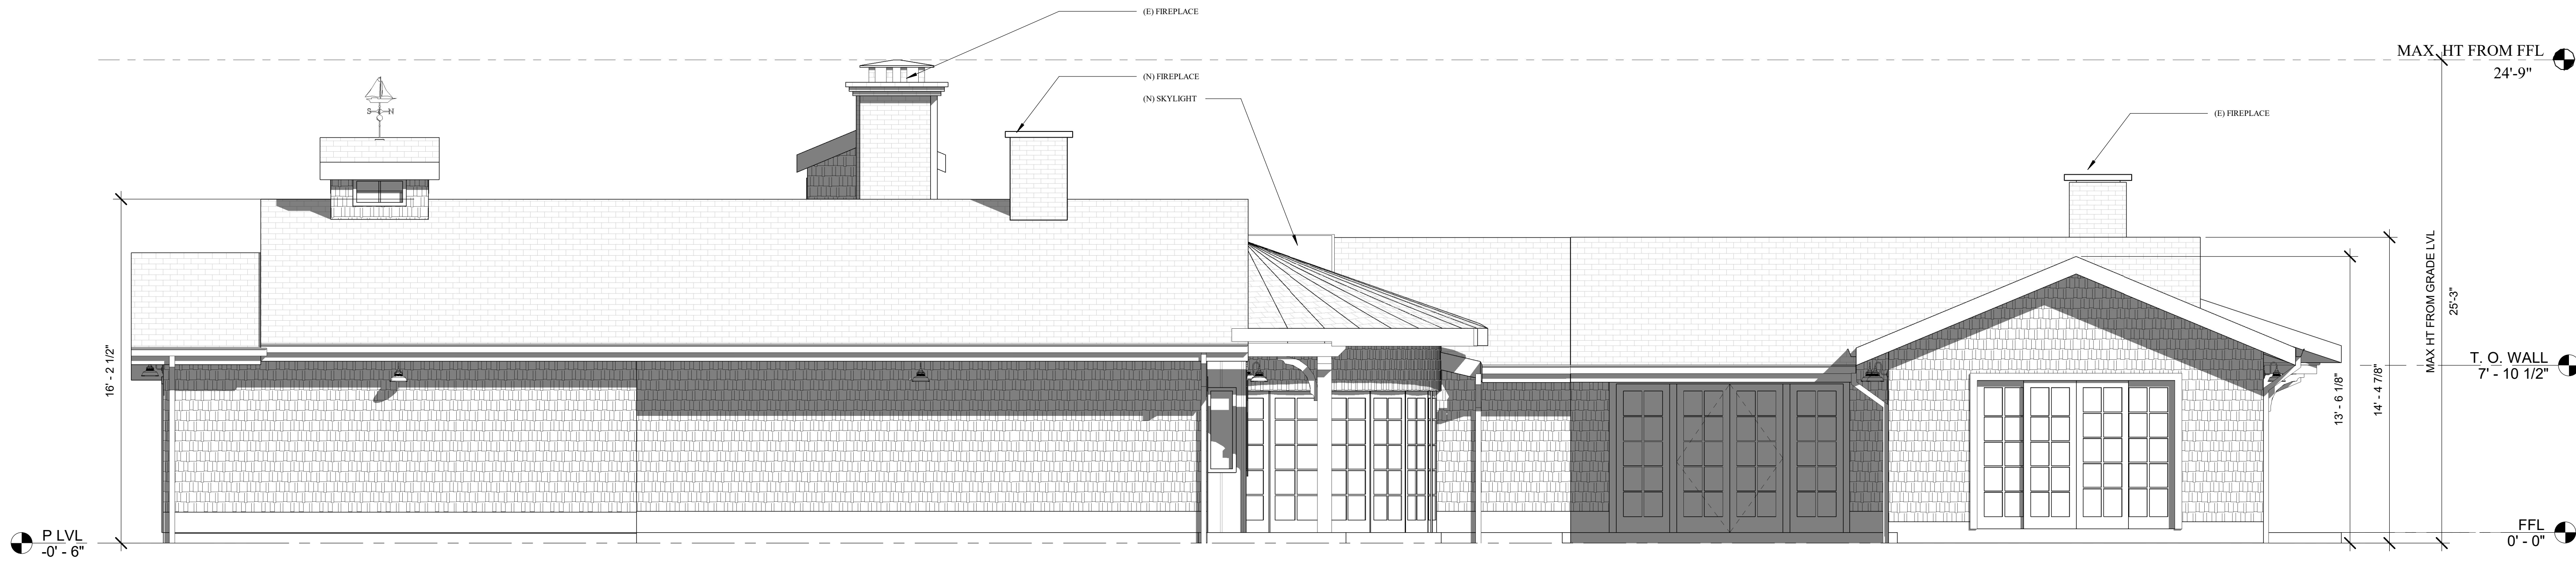 (E) FIREPLACE
MAX HT FROM FFL
24'-9"
(N) FIREPLACE
(N) SKYLIGHT
S N
(E) FIREPLACE
MAX HT FROM GRADE LVL
25'-3"
16' - 2 1/2"
13' - 6 1/8"
14' - 4 7/8"
T. O. WALL
7' - 10 1/2"
P LVL
-0' - 6"
FFL
0' - 0"